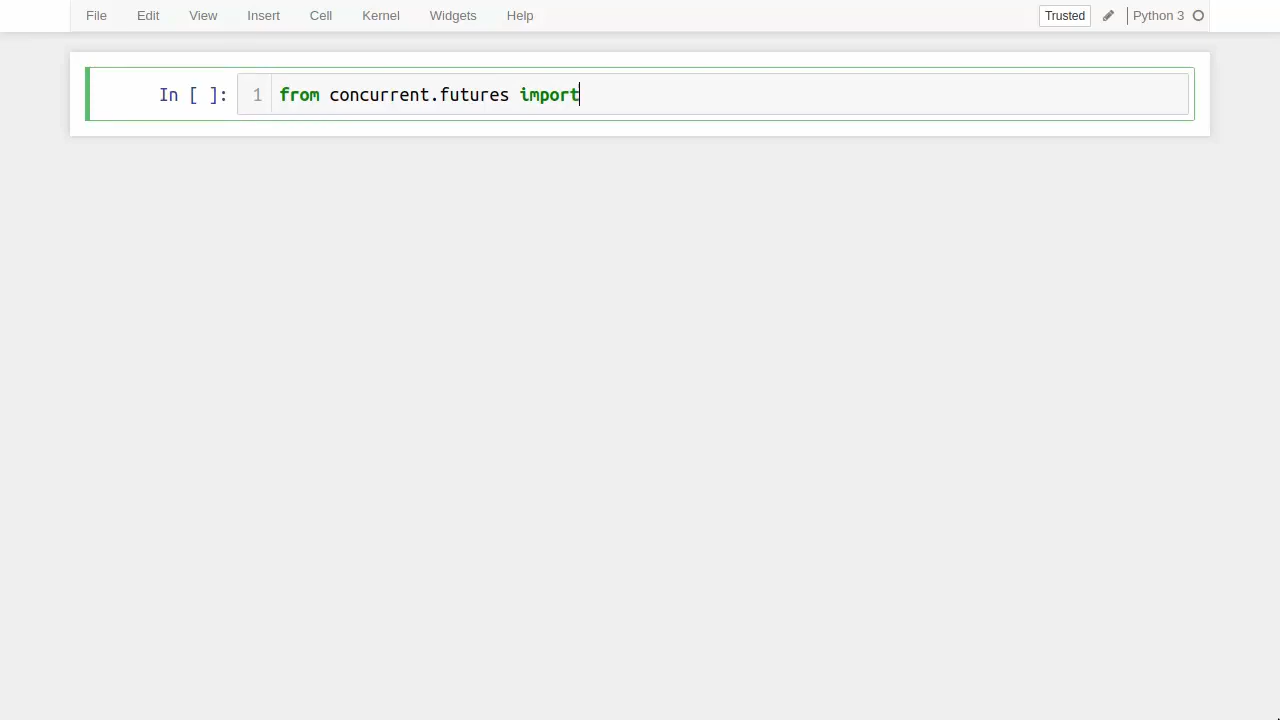 File Edit View Insert Cell Kernel Widgets Help Trusted Python 3
In [ ]: 1 from concurrent.futures import